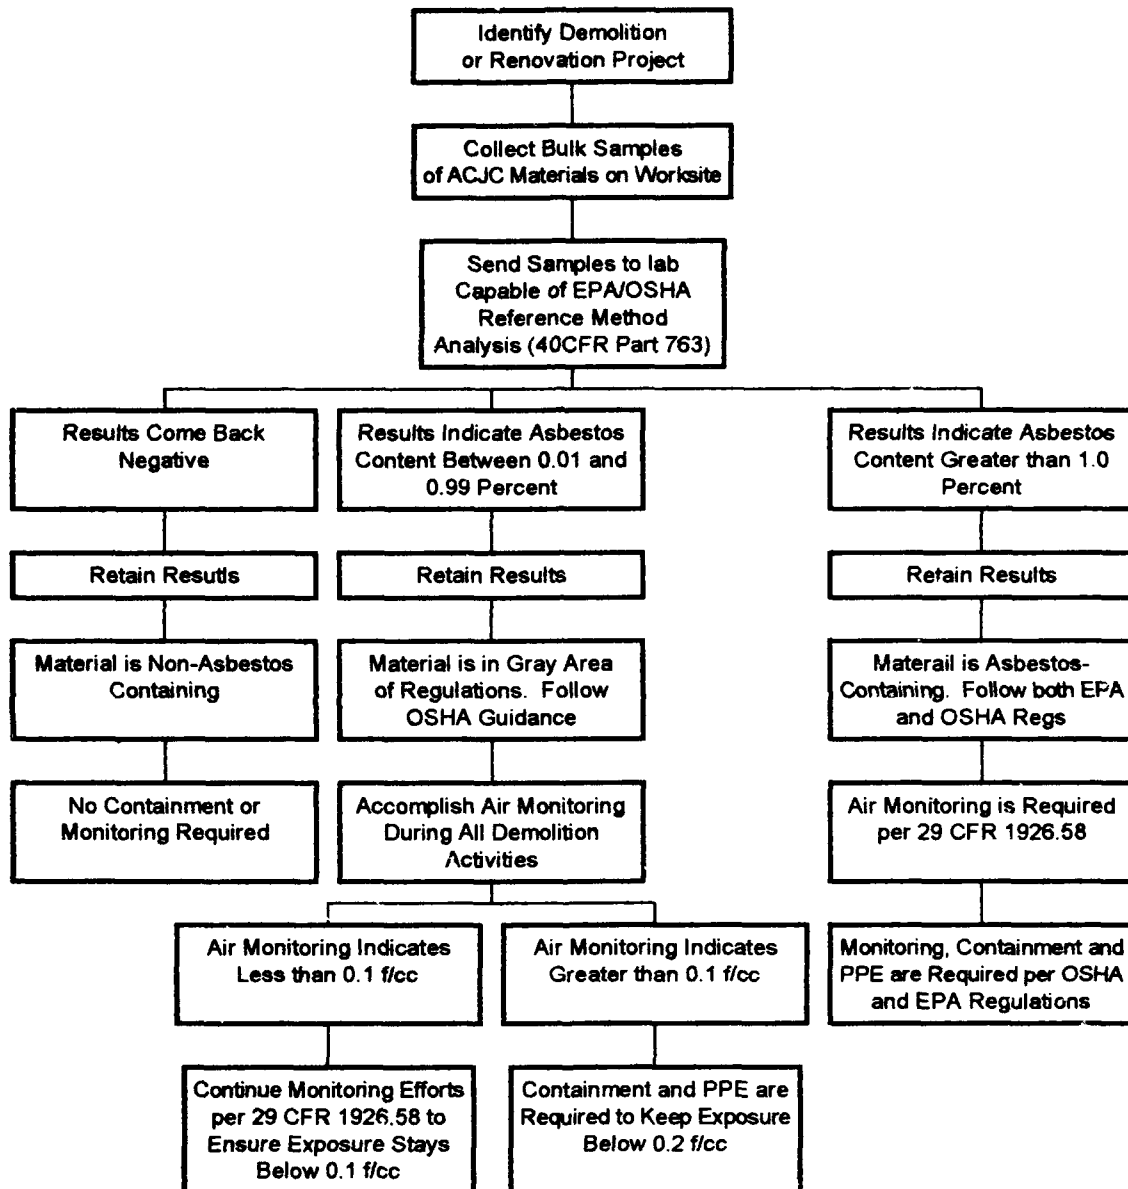 Identify Demolition
or Renovation Project
Collect Bulk Samples
of ACJC Materials on Worksite
Send Samples to lab
Capable of EPA/OSHA
Reference Method
Analysis (40CFR Part 763)
Results Come Back
Negative
Results Indicate Asbestos
Content Between 0.01 and
0.99 Percent
Results Indicate Asbestos
Content Greater than 1.0
Percent
Retain Resutls
Retain Results
Retain Results
Material is Non-Asbestos
Containing
Material is in Gray Area
of Regulations. Follow
OSHA Guidance
Materail is Asbestos-
Containing. Follow both EPA
and OSHA Regs
No Containment or
Monitoring Required
Accomplish Air Monitoring
During All Demolition
Activities
Air Monitoring is Required
per 29 CFR 1926.58
Air Monitoring Indicates
Less than 0.1 f/cc
Air Monitoring Indicates
Greater than 0.1 f/cc
Monitoring, Containment and
PPE are Required per OSHA
and EPA Regulations
Continue Monitoring Efforts
per 29 CFR 1926.58 to
Ensure Exposure Stays
Below 0.1 f/cc
Containment and PPE are
Required to Keep Exposure
Below 0.2 f/cc